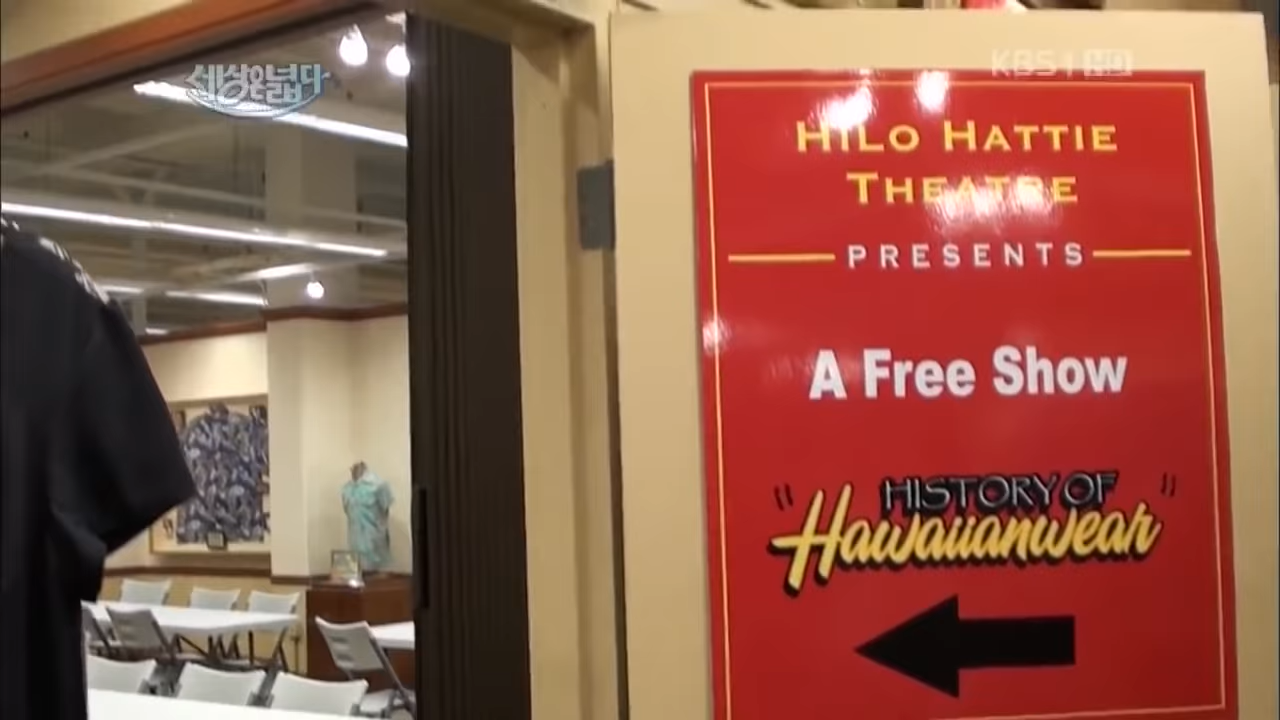 세상은넓다
KBS1 HD
HILO HATTIE
THEATRE
PRESENTS
A Free Show
"HISTORY OF
Hawaiianwear"